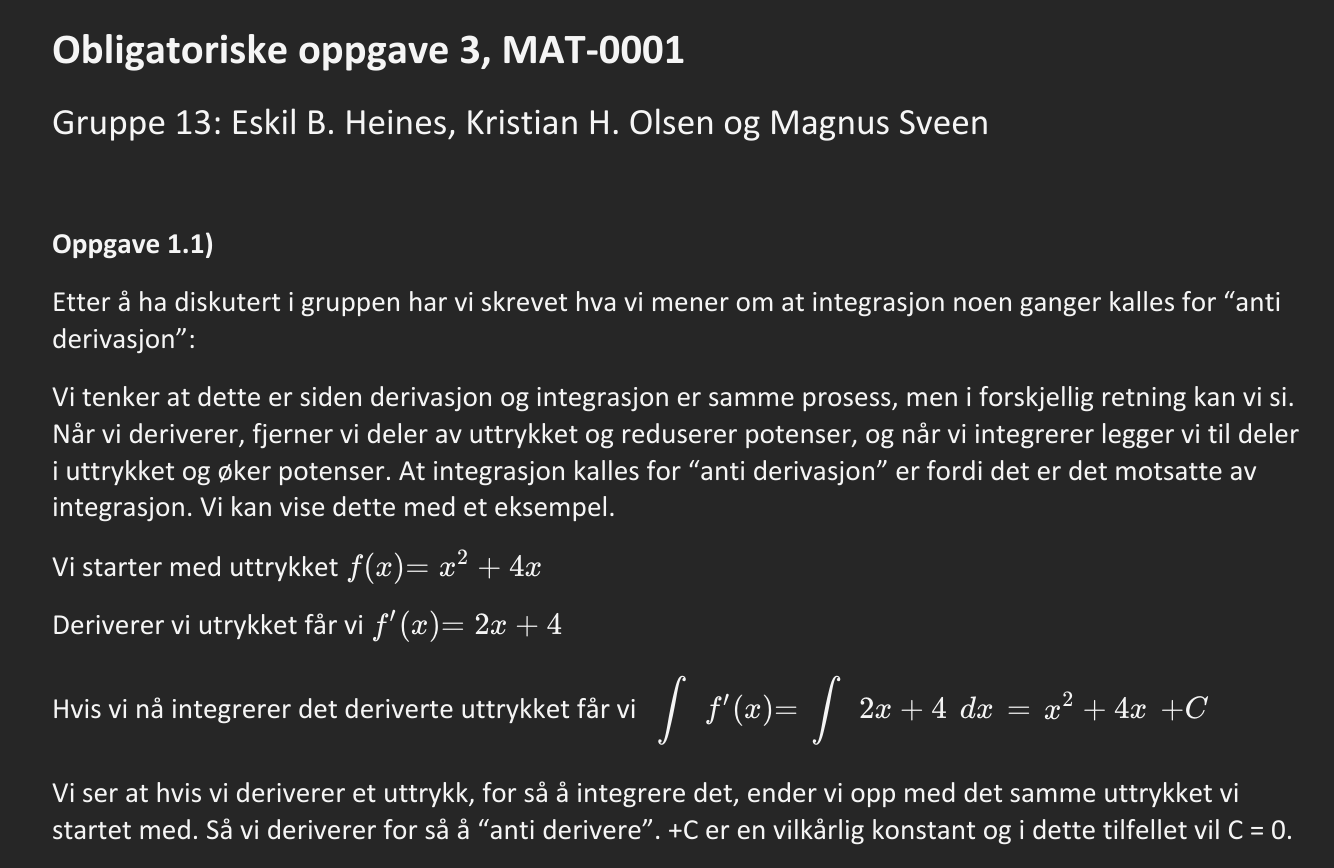 Obligatoriske oppgave 3, MAT-0001
Gruppe 13: Eskil B. Heines, Kristian H. Olsen og Magnus Sveen
Oppgave 1.1)
Etter å ha diskutert i gruppen har vi skrevet hva vi mener om at integrasjon noen ganger kalles for “anti
derivasjon”:
Vi tenker at dette er siden derivasjon og integrasjon er samme prosess, men i forskjellig retning kan vi si.
Når vi deriverer, fjerner vi deler av uttrykket og reduserer potenser, og når vi integrerer legger vi til deler
i uttrykket og øker potenser. At integrasjon kalles for “anti derivasjon” er fordi det er det motsatte av
integrasjon. Vi kan vise dette med et eksempel.
Vi starter med uttrykket f(x)= x² + 4x
Deriverer vi utrykket får vi f′(x)= 2x + 4
Hvis vi nå integrerer det deriverte uttrykket får vi ∫ f′(x)= ∫ 2x + 4 dx = x² + 4x +C
Vi ser at hvis vi deriverer et uttrykk, for så å integrere det, ender vi opp med det samme uttrykket vi
startet med. Så vi deriverer for så å “anti derivere”. +C er en vilkårlig konstant og i dette tilfellet vil C = 0.